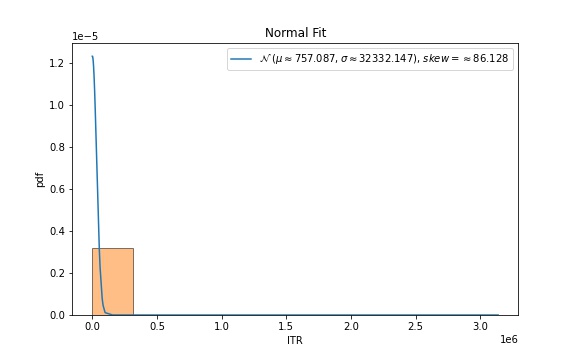 Normal Fit
1e−5
𝒩 (μ ≈ 757.087, σ ≈ 32332.147), skew = ≈ 86.128
1.2
1.0
0.8
0.6
0.4
0.2
0.0
pdf
0.0 0.5 1.0 1.5 2.0 2.5 3.0
ITR
1e6